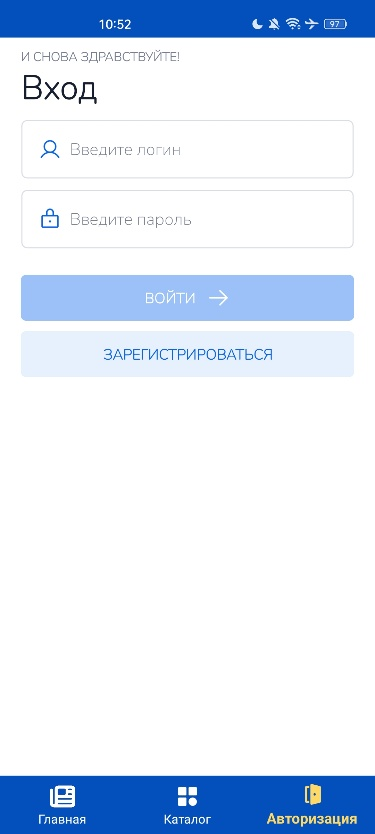 10:52
97
И СНОВА ЗДРАВСТВУЙТЕ!
Вход
Введите логин
Введите пароль
ВОЙТИ
ЗАРЕГИСТРИРОВАТЬСЯ
Главная
Каталог
Авторизация